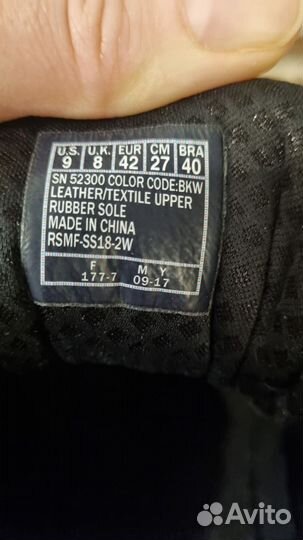 U.S. U.K. EUR CM BRA
9 8 42 27 40
SN 52300 COLOR CODE:BKW
LEATHER/TEXTILE UPPER
RUBBER SOLE
MADE IN CHINA
RSMF-SS18-2W
F M Y
177-7 09-17
Avito